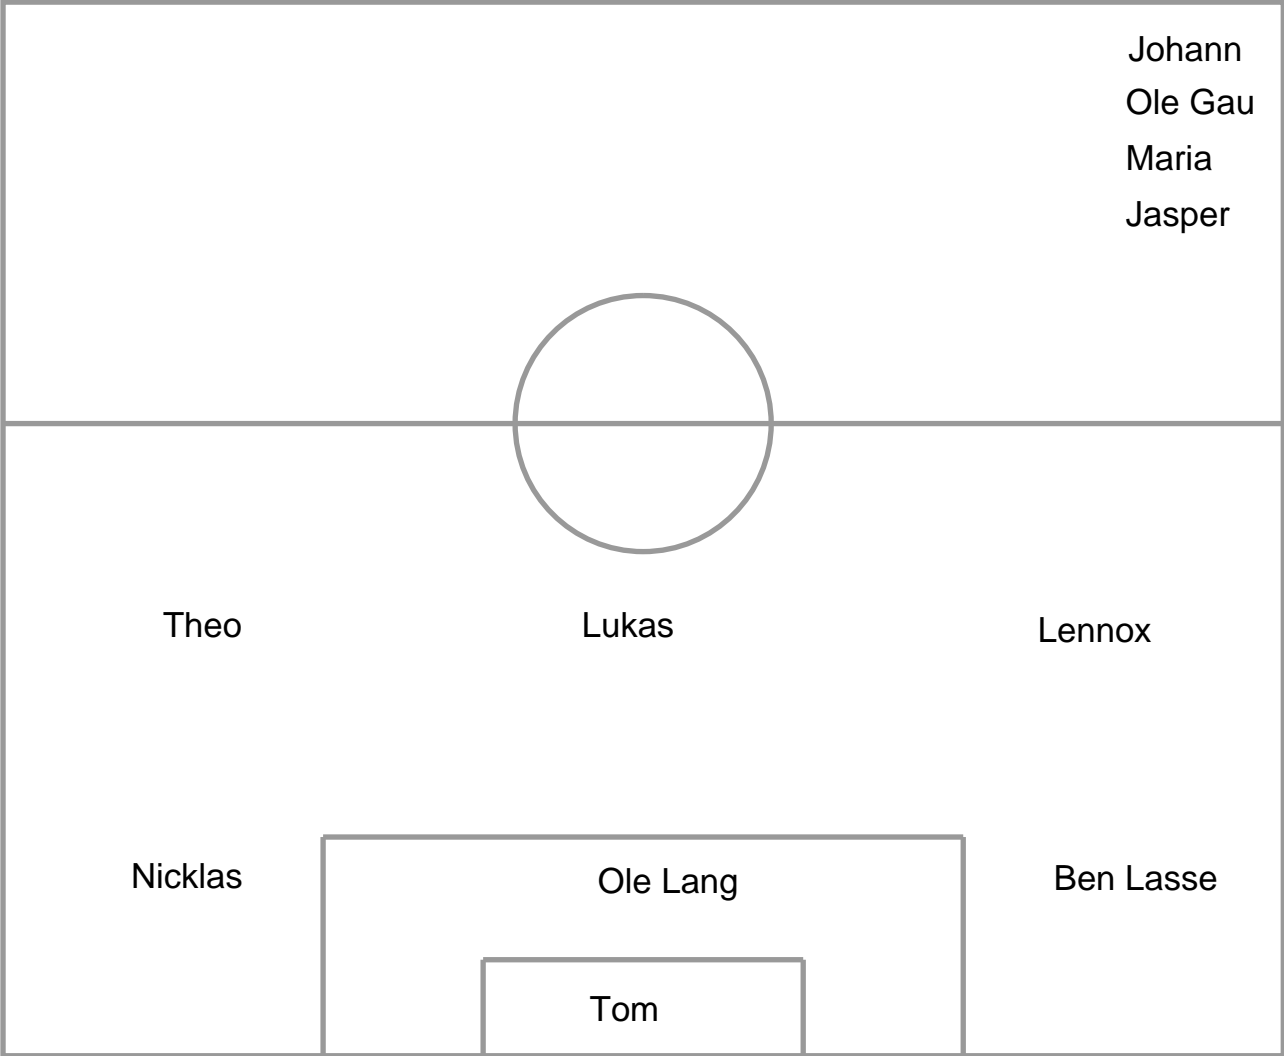 Johann
Ole Gau
Maria
Jasper
Theo Lukas Lennox
Nicklas Ole Lang Ben Lasse
Tom